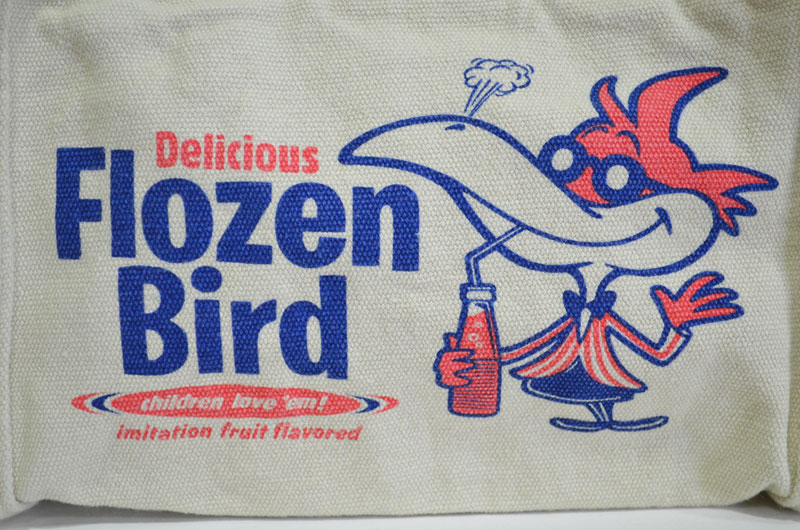 Delicious
Flozen
Bird
children love 'em!
imitation fruit flavored